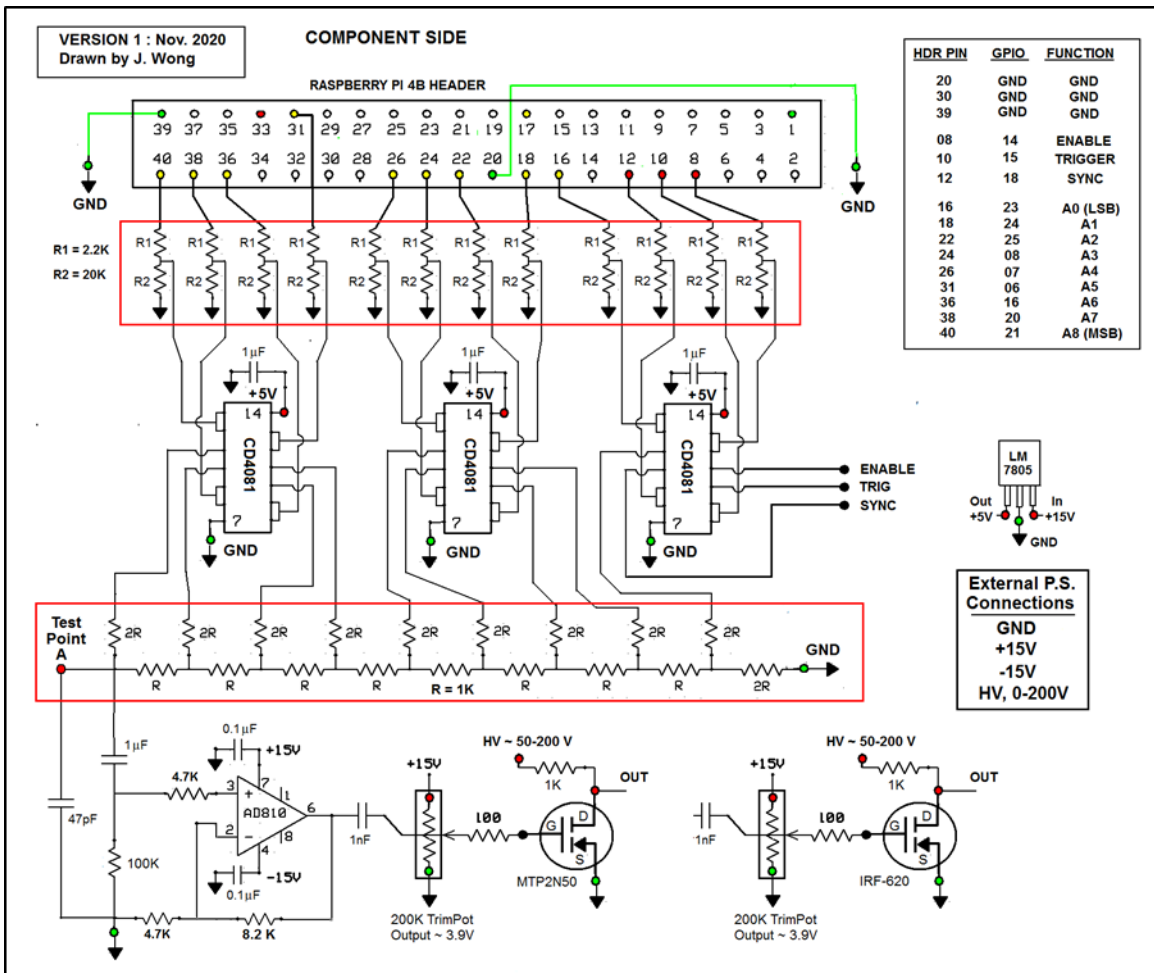 VERSION 1 : Nov. 2020
Drawn by J. Wong
COMPONENT SIDE
RASPBERRY PI 4B HEADER
39 37 35 33 31 29 27 25 23 21 19 17 15 13 11 9 7 5 3 1
40 38 36 34 32 30 28 26 24 22 20 18 16 14 12 10 8 6 4 2
GND
GND
HDR PIN GPIO FUNCTION
20 GND GND
30 GND GND
39 GND GND
08 14 ENABLE
10 15 TRIGGER
12 18 SYNC
16 23 A0 (LSB)
18 24 A1
22 25 A2
24 08 A3
26 07 A4
31 06 A5
36 16 A6
38 20 A7
40 21 A8 (MSB)
R1 = 2.2K
R2 = 20K
R1 R1 R1 R1 R1 R1 R1 R1 R1 R1 R1 R1
R2 R2 R2 R2 R2 R2 R2 R2 R2 R2 R2 R2
1µF 1µF 1µF
+5V +5V +5V
14 14 14
CD4081 CD4081 CD4081
7 7 7
GND GND GND
ENABLE
TRIG
SYNC
LM
7805
Out In
+5V +15V
GND
External P.S.
Connections
GND
+15V
-15V
HV, 0-200V
Test
Point
A
2R 2R 2R 2R 2R 2R 2R 2R 2R
GND
R R R R R R R R 2R
R = 1K
1µF
47pF
100K
4.7K
0.1µF
+15V
3 + 7 1
AD810 6
2 - 8
4
-15V
0.1µF
4.7K
8.2 K
1nF
+15V
100
200K TrimPot
Output ~ 3.9V
HV ~ 50-200 V
1K
OUT
G D
S
MTP2N50
1nF
+15V
100
200K TrimPot
Output ~ 3.9V
HV ~ 50-200 V
1K
OUT
G D
S
IRF-620